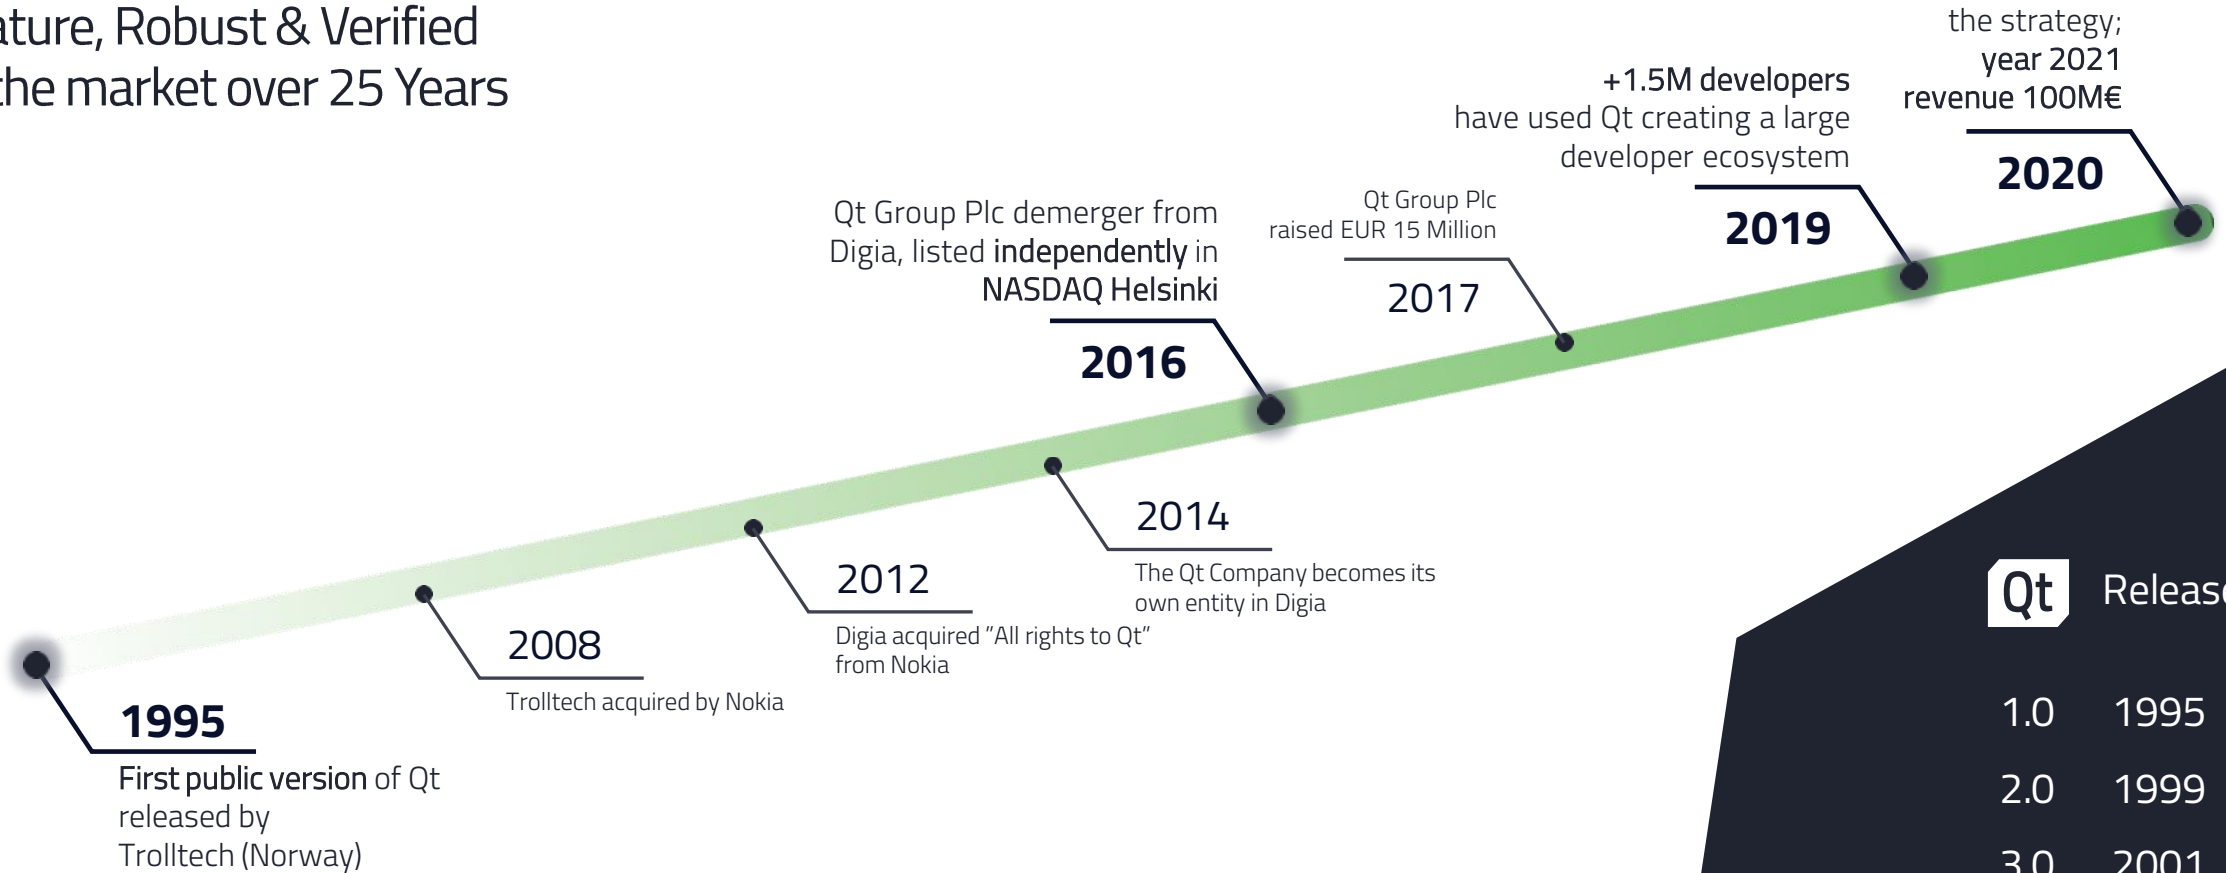 ature, Robust & Verified
the market over 25 Years
the strategy;
year 2021
revenue 100M€
2020
+1.5M developers
have used Qt creating a large
developer ecosystem
2019
Qt Group Plc
raised EUR 15 Million
2017
Qt Group Plc demerger from
Digia, listed independently in
NASDAQ Helsinki
2016
2014
The Qt Company becomes its
own entity in Digia
2012
Digia acquired ”All rights to Qt”
from Nokia
2008
Trolltech acquired by Nokia
1995
First public version of Qt
released by
Trolltech (Norway)
Qt Release
1.0 1995
2.0 1999
3.0 2001